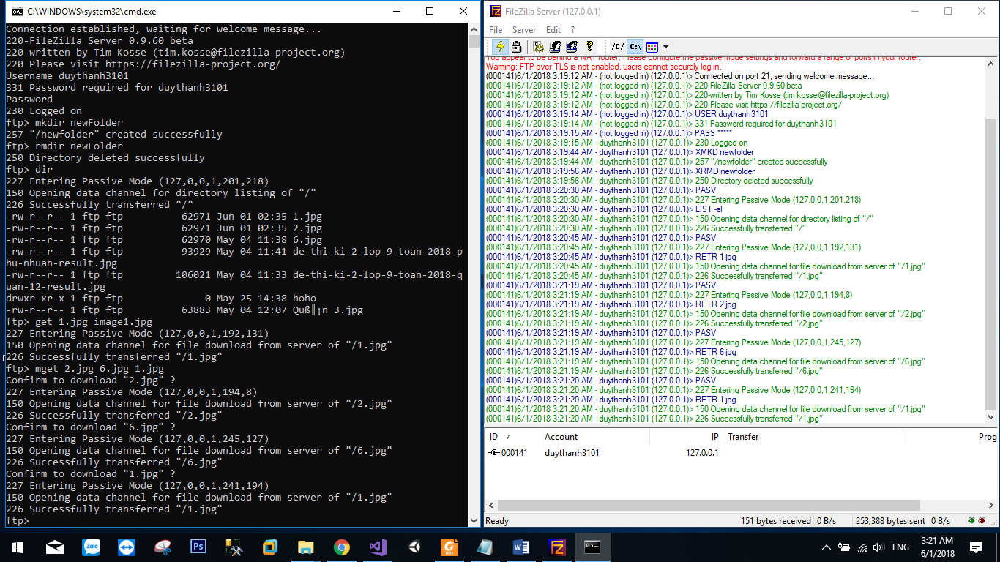 C:\WINDOWS\system32\cmd.exe
Connection established, waiting for welcome message...
220-FileZilla Server 0.9.60 beta
220-written by Tim Kosse (tim.kosse@filezilla-project.org)
220 Please visit https://filezilla-project.org/
Username duythanh3101
331 Password required for duythanh3101
Password
230 Logged on
ftp> mkdir newFolder
257 "/newfolder" created successfully
ftp> rmdir newFolder
250 Directory deleted successfully
ftp> dir
227 Entering Passive Mode (127,0,0,1,201,218)
150 Opening data channel for directory listing of "/"
226 Successfully transferred "/"
-rw-r--r-- 1 ftp ftp          62971 Jun 01 02:35 1.jpg
-rw-r--r-- 1 ftp ftp          62971 Jun 01 02:35 2.jpg
-rw-r--r-- 1 ftp ftp          62970 May 04 11:38 6.jpg
-rw-r--r-- 1 ftp ftp          93929 May 04 11:41 de-thi-ki-2-lop-9-toan-2018-p
hu-nhuan-result.jpg
-rw-r--r-- 1 ftp ftp         106021 May 04 11:33 de-thi-ki-2-lop-9-toan-2018-q
uan-12-result.jpg
drwxr-xr-x 1 ftp ftp              0 May 25 14:38 hoho
-rw-r--r-- 1 ftp ftp          63883 May 04 12:07 Quß║¡n 3.jpg
ftp> get 1.jpg image1.jpg
227 Entering Passive Mode (127,0,0,1,192,131)
150 Opening data channel for file download from server of "/1.jpg"
226 Successfully transferred "/1.jpg"
ftp> mget 2.jpg 6.jpg 1.jpg
Confirm to download "2.jpg" ?
227 Entering Passive Mode (127,0,0,1,194,8)
150 Opening data channel for file download from server of "/2.jpg"
226 Successfully transferred "/2.jpg"
Confirm to download "6.jpg" ?
227 Entering Passive Mode (127,0,0,1,245,127)
150 Opening data channel for file download from server of "/6.jpg"
226 Successfully transferred "/6.jpg"
Confirm to download "1.jpg" ?
227 Entering Passive Mode (127,0,0,1,241,194)
150 Opening data channel for file download from server of "/1.jpg"
226 Successfully transferred "/1.jpg"
ftp>
FileZilla Server (127.0.0.1)
File Server Edit ?
/C/ C:\
You appear to be behind a NAT router. Please configure the passive mode settings and forward a range of ports in your router.
Warning: FTP over TLS is not enabled, users cannot securely log in.
(000141)6/1/2018 3:19:12 AM - (not logged in) (127.0.0.1)> Connected on port 21, sending welcome message...
(000141)6/1/2018 3:19:12 AM - (not logged in) (127.0.0.1)> 220-FileZilla Server 0.9.60 beta
(000141)6/1/2018 3:19:12 AM - (not logged in) (127.0.0.1)> 220-written by Tim Kosse (tim.kosse@filezilla-project.org)
(000141)6/1/2018 3:19:12 AM - (not logged in) (127.0.0.1)> 220 Please visit https://filezilla-project.org/
(000141)6/1/2018 3:19:14 AM - (not logged in) (127.0.0.1)> USER duythanh3101
(000141)6/1/2018 3:19:14 AM - (not logged in) (127.0.0.1)> 331 Password required for duythanh3101
(000141)6/1/2018 3:19:15 AM - (not logged in) (127.0.0.1)> PASS *****
(000141)6/1/2018 3:19:15 AM - duythanh3101 (127.0.0.1)> 230 Logged on
(000141)6/1/2018 3:19:44 AM - duythanh3101 (127.0.0.1)> XMKD newfolder
(000141)6/1/2018 3:19:44 AM - duythanh3101 (127.0.0.1)> 257 "/newfolder" created successfully
(000141)6/1/2018 3:19:56 AM - duythanh3101 (127.0.0.1)> XRMD newfolder
(000141)6/1/2018 3:19:56 AM - duythanh3101 (127.0.0.1)> 250 Directory deleted successfully
(000141)6/1/2018 3:20:30 AM - duythanh3101 (127.0.0.1)> PASV
(000141)6/1/2018 3:20:30 AM - duythanh3101 (127.0.0.1)> 227 Entering Passive Mode (127,0,0,1,201,218)
(000141)6/1/2018 3:20:30 AM - duythanh3101 (127.0.0.1)> LIST -al
(000141)6/1/2018 3:20:30 AM - duythanh3101 (127.0.0.1)> 150 Opening data channel for directory listing of "/"
(000141)6/1/2018 3:20:30 AM - duythanh3101 (127.0.0.1)> 226 Successfully transferred "/"
(000141)6/1/2018 3:20:45 AM - duythanh3101 (127.0.0.1)> PASV
(000141)6/1/2018 3:20:45 AM - duythanh3101 (127.0.0.1)> 227 Entering Passive Mode (127,0,0,1,192,131)
(000141)6/1/2018 3:20:45 AM - duythanh3101 (127.0.0.1)> RETR 1.jpg
(000141)6/1/2018 3:20:45 AM - duythanh3101 (127.0.0.1)> 150 Opening data channel for file download from server of "/1.jpg"
(000141)6/1/2018 3:20:45 AM - duythanh3101 (127.0.0.1)> 226 Successfully transferred "/1.jpg"
(000141)6/1/2018 3:21:19 AM - duythanh3101 (127.0.0.1)> PASV
(000141)6/1/2018 3:21:19 AM - duythanh3101 (127.0.0.1)> 227 Entering Passive Mode (127,0,0,1,194,8)
(000141)6/1/2018 3:21:19 AM - duythanh3101 (127.0.0.1)> RETR 2.jpg
(000141)6/1/2018 3:21:19 AM - duythanh3101 (127.0.0.1)> 150 Opening data channel for file download from server of "/2.jpg"
(000141)6/1/2018 3:21:19 AM - duythanh3101 (127.0.0.1)> 226 Successfully transferred "/2.jpg"
(000141)6/1/2018 3:21:19 AM - duythanh3101 (127.0.0.1)> PASV
(000141)6/1/2018 3:21:19 AM - duythanh3101 (127.0.0.1)> 227 Entering Passive Mode (127,0,0,1,245,127)
(000141)6/1/2018 3:21:19 AM - duythanh3101 (127.0.0.1)> RETR 6.jpg
(000141)6/1/2018 3:21:19 AM - duythanh3101 (127.0.0.1)> 150 Opening data channel for file download from server of "/6.jpg"
(000141)6/1/2018 3:21:19 AM - duythanh3101 (127.0.0.1)> 226 Successfully transferred "/6.jpg"
(000141)6/1/2018 3:21:20 AM - duythanh3101 (127.0.0.1)> PASV
(000141)6/1/2018 3:21:20 AM - duythanh3101 (127.0.0.1)> 227 Entering Passive Mode (127,0,0,1,241,194)
(000141)6/1/2018 3:21:20 AM - duythanh3101 (127.0.0.1)> RETR 1.jpg
(000141)6/1/2018 3:21:20 AM - duythanh3101 (127.0.0.1)> 150 Opening data channel for file download from server of "/1.jpg"
(000141)6/1/2018 3:21:20 AM - duythanh3101 (127.0.0.1)> 226 Successfully transferred "/1.jpg"
ID / Account IP Transfer Prog
000141 duythanh3101 127.0.0.1
Ready 151 bytes received 0 B/s 253,388 bytes sent 0 B/s
Zalo Ps W Fz ENG
3:21 AM
6/1/2018